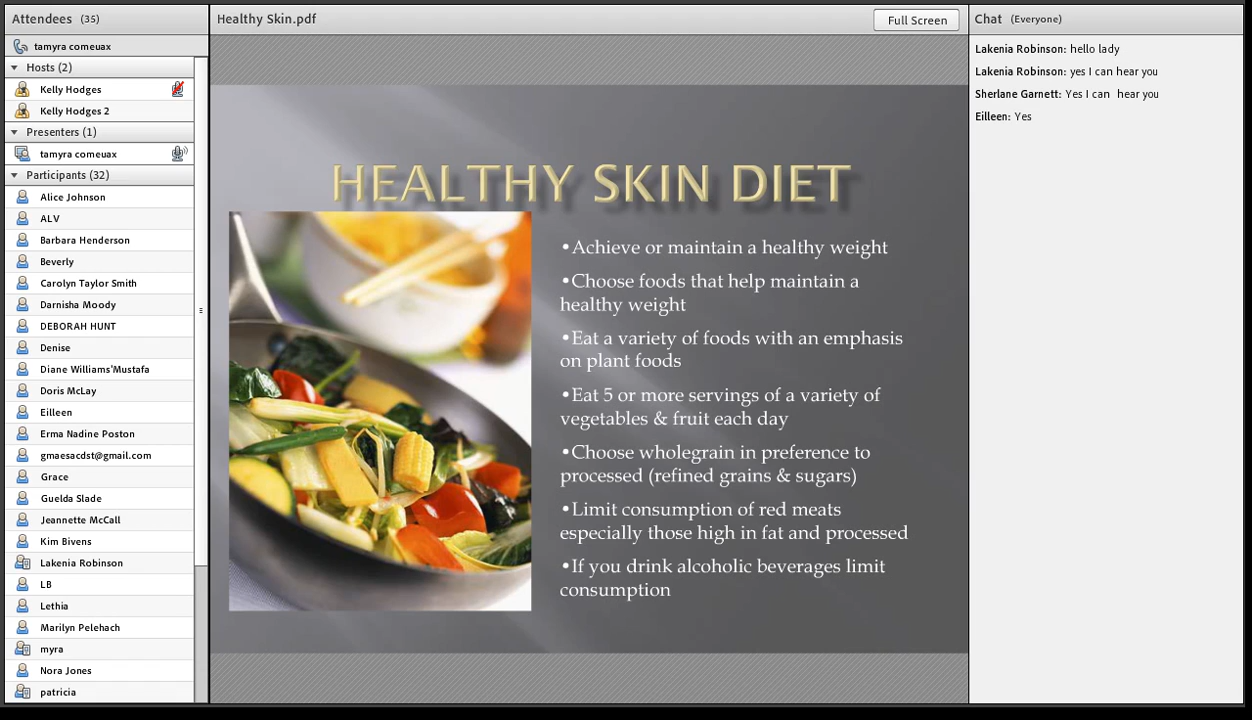 Attendees (35)
tamyra comeuax
Hosts (2)
Kelly Hodges
Kelly Hodges 2
Presenters (1)
tamyra comeuax
Participants (32)
Alice Johnson
ALV
Barbara Henderson
Beverly
Carolyn Taylor Smith
Darnisha Moody
DEBORAH HUNT
Denise
Diane Williams'Mustafa
Doris McLay
Eilleen
Erma Nadine Poston
gmaesacdst@gmail.com
Grace
Guelda Slade
Jeannette McCall
Kim Bivens
Lakenia Robinson
LB
Lethia
Marilyn Pelehach
myra
Nora Jones
patricia
Healthy Skin.pdf
Full Screen
HEALTHY SKIN DIET
•Achieve or maintain a healthy weight
•Choose foods that help maintain a
healthy weight
•Eat a variety of foods with an emphasis
on plant foods
•Eat 5 or more servings of a variety of
vegetables & fruit each day
•Choose wholegrain in preference to
processed (refined grains & sugars)
•Limit consumption of red meats
especially those high in fat and processed
•If you drink alcoholic beverages limit
consumption
Chat (Everyone)
Lakenia Robinson: hello lady
Lakenia Robinson: yes I can hear you
Sherlane Garnett: Yes I can hear you
Eilleen: Yes